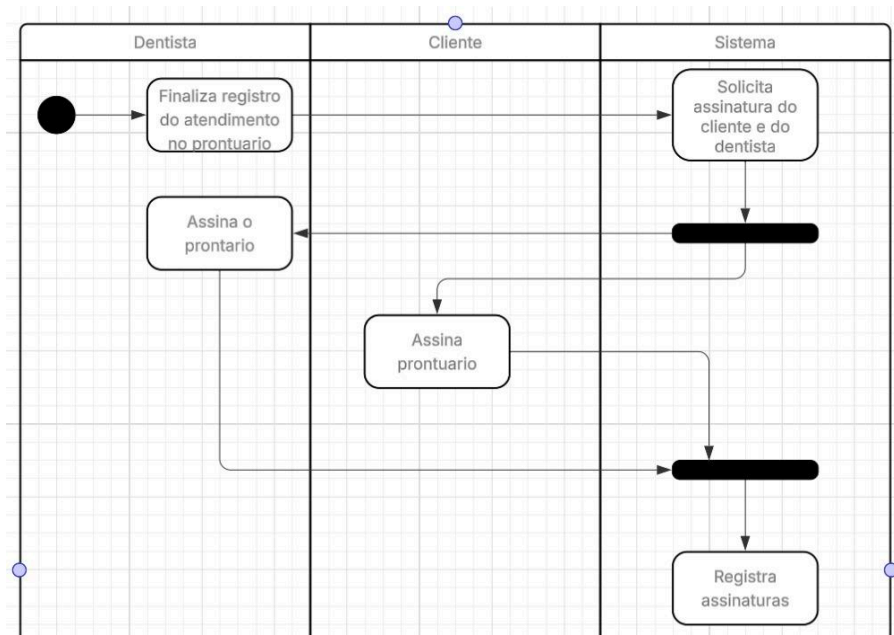 Dentista
Cliente
Sistema
Finaliza registro
do atendimento
no prontuario
Solicita
assinatura do
cliente e do
dentista
Assina o
prontario
Assina
prontuario
Registra
assinaturas